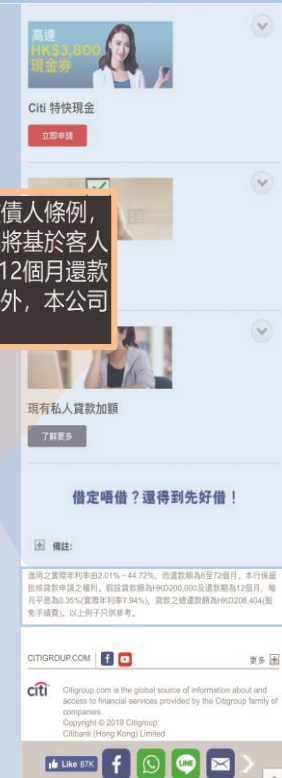 高達
HK$3,800
現金券
Citi 特快現金
立即申請
債人條例，
將基於客人
12個月還款
外，本公司
現有私人貸款加額
了解更多
借定唔借？還得到先好借！
備註:
適用之實際年利率由2.01%－44.72%，而還款期為6至72個月。本行保留
批核貸款申請之權利。假設貸款額為HKD200,000及還款期為12個月，每
月平息為0.35%(實際年利率7.94%)，貸款之總還款額為HKD208,404(豁
免手續費)。以上例子只供參考。
CITIGROUP.COM
更多
citi
Citigroup.com is the global source of information about and
access to financial services provided by the Citigroup family of
companies.
Copyright © 2019 Citigroup.
Citibank (Hong Kong) Limited
Like 87K
LINE